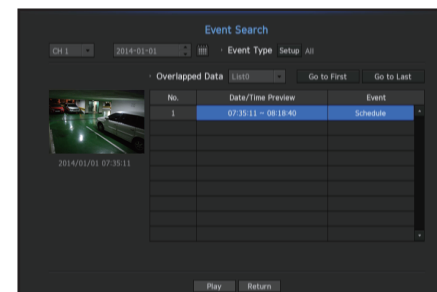 Event Search
CH 1 2014-01-01 Event Type Setup All
Overlapped Data List0 Go to First Go to Last
No. Date/Time Preview Event
1 07:35:11 ~ 08:18:40 Schedule
2014/01/01 07:35:11
Play Return